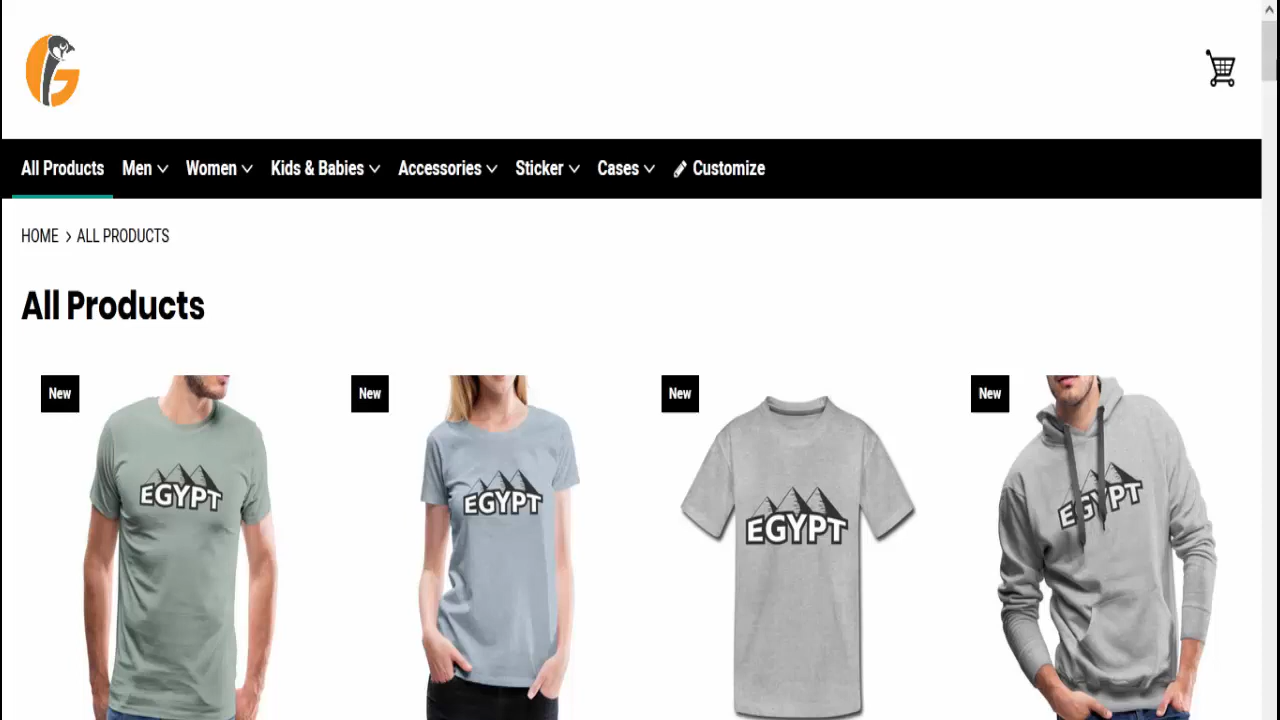 All Products Men Women Kids & Babies Accessories Sticker Cases Customize
HOME > ALL PRODUCTS
All Products
New New New New
EGYPT EGYPT EGYPT EGYPT